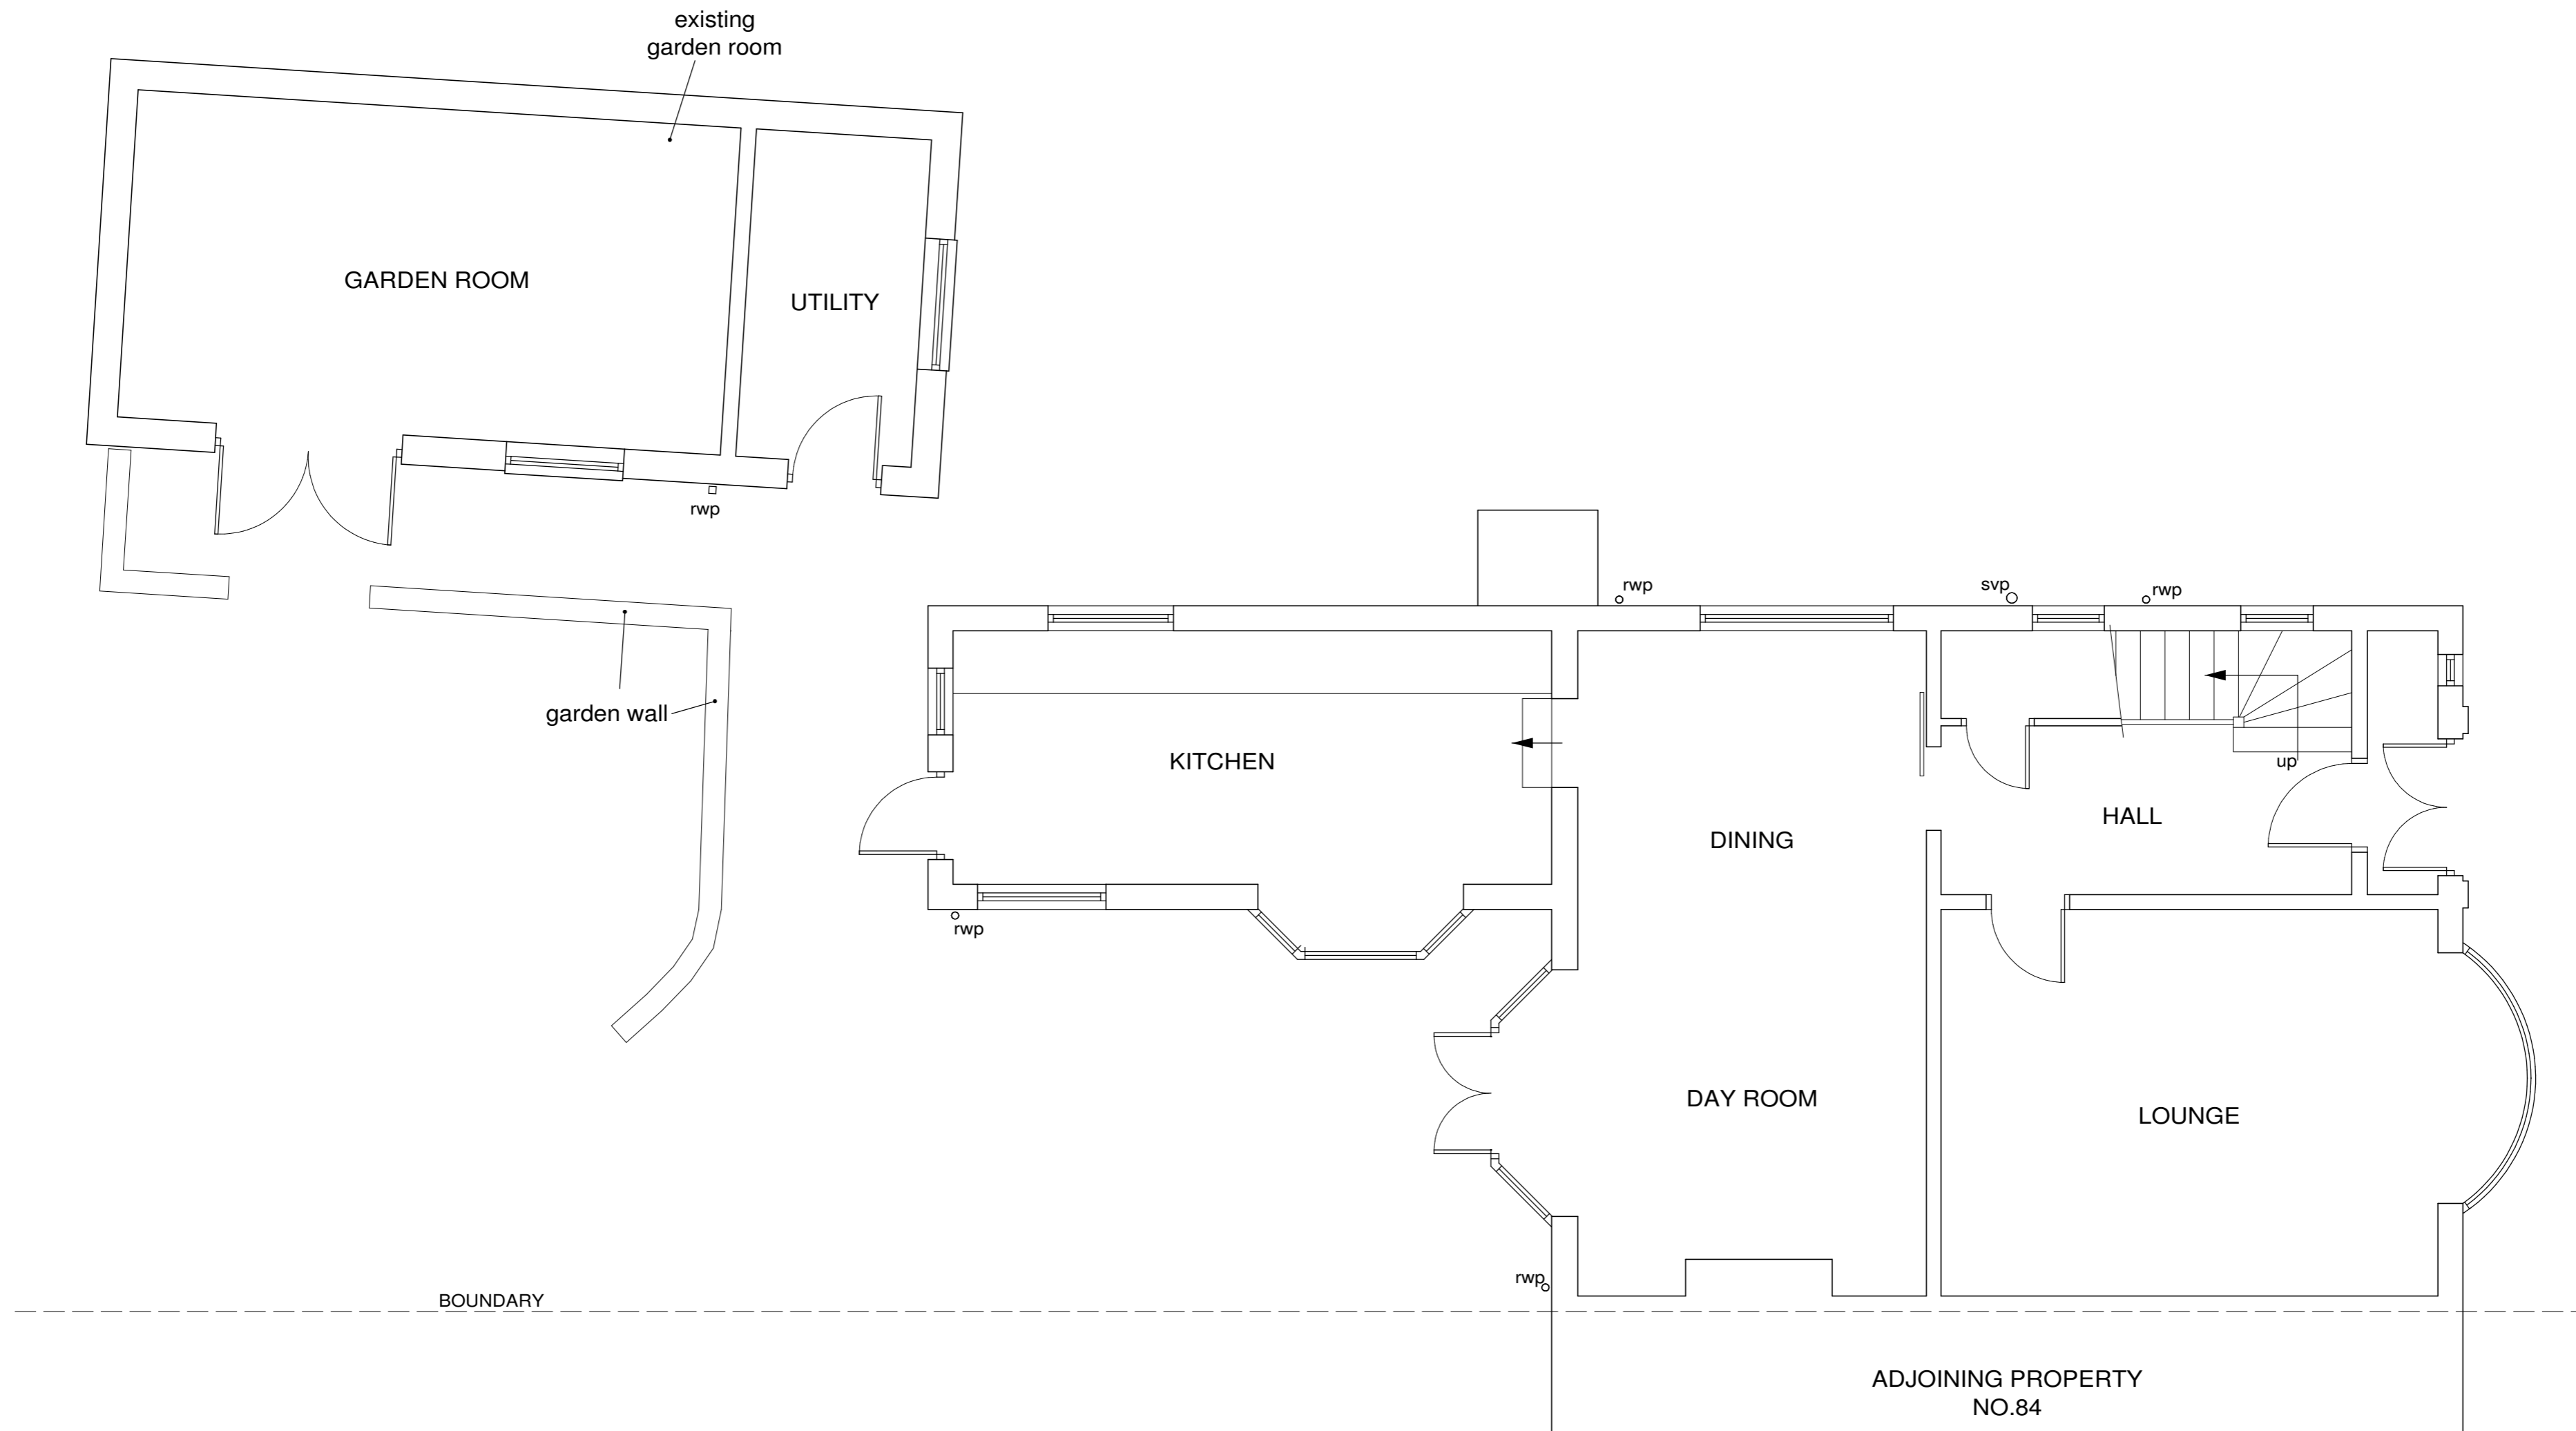 existing
garden room
GARDEN ROOM
UTILITY
rwp
rwp
svp
rwp
garden wall
KITCHEN
up
HALL
DINING
rwp
DAY ROOM
LOUNGE
rwp
BOUNDARY
ADJOINING PROPERTY
NO.84